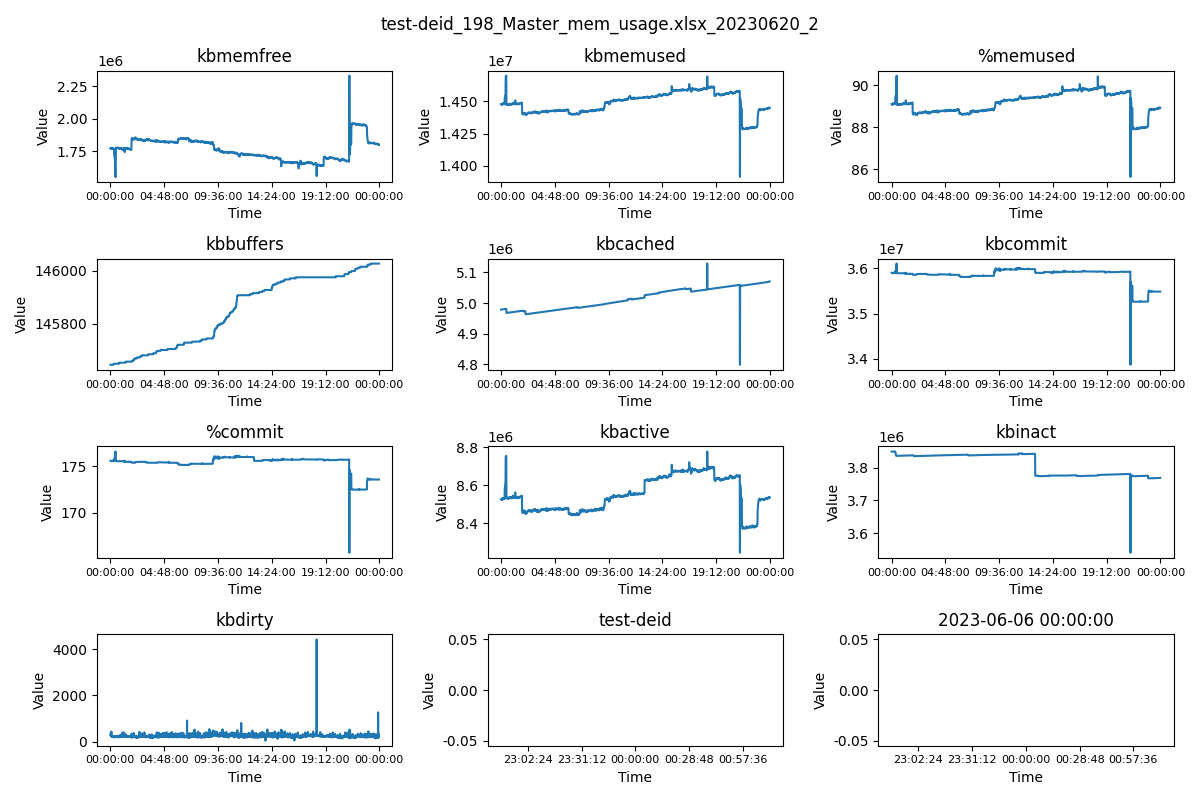 test-deid_198_Master_mem_usage.xlsx_20230620_2
kbmemfree
1e6
Value
2.25
2.00
1.75
00:00:00 04:48:00 09:36:00 14:24:00 19:12:00 00:00:00
Time
kbmemused
1e7
Value
1.450
1.425
1.400
00:00:00 04:48:00 09:36:00 14:24:00 19:12:00 00:00:00
Time
%memused
Value
90
88
86
00:00:00 04:48:00 09:36:00 14:24:00 19:12:00 00:00:00
Time
kbbuffers
Value
146000
145800
00:00:00 04:48:00 09:36:00 14:24:00 19:12:00 00:00:00
Time
kbcached
1e6
Value
5.1
5.0
4.9
4.8
00:00:00 04:48:00 09:36:00 14:24:00 19:12:00 00:00:00
Time
kbcommit
1e7
Value
3.6
3.5
3.4
00:00:00 04:48:00 09:36:00 14:24:00 19:12:00 00:00:00
Time
%commit
Value
175
170
00:00:00 04:48:00 09:36:00 14:24:00 19:12:00 00:00:00
Time
kbactive
1e6
Value
8.8
8.6
8.4
00:00:00 04:48:00 09:36:00 14:24:00 19:12:00 00:00:00
Time
kbinact
1e6
Value
3.8
3.7
3.6
00:00:00 04:48:00 09:36:00 14:24:00 19:12:00 00:00:00
Time
kbdirty
Value
4000
2000
0
00:00:00 04:48:00 09:36:00 14:24:00 19:12:00 00:00:00
Time
test-deid
Value
0.05
0.00
-0.05
23:02:24 23:31:12 00:00:00 00:28:48 00:57:36
Time
2023-06-06 00:00:00
Value
0.05
0.00
-0.05
23:02:24 23:31:12 00:00:00 00:28:48 00:57:36
Time